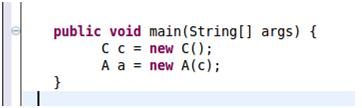 public void main(String[] args) {
C c = new C();
A a = new A(c);
}